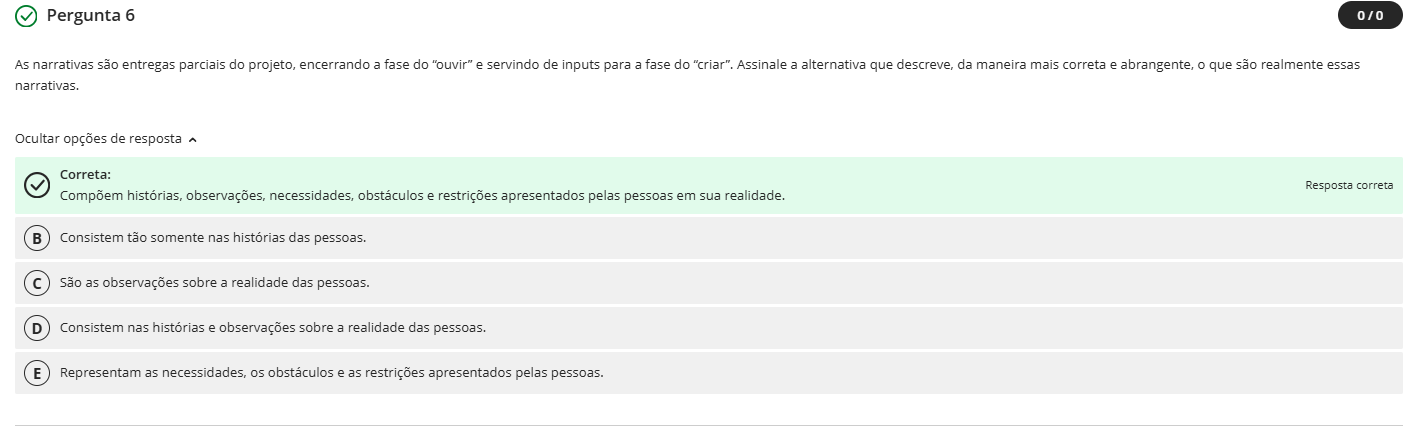 Pergunta 6
0 / 0
As narrativas são entregas parciais do projeto, encerrando a fase do “ouvir” e servindo de inputs para a fase do “criar”. Assinale a alternativa que descreve, da maneira mais correta e abrangente, o que são realmente essas
narrativas.
Ocultar opções de resposta
Correta:
Compõem histórias, observações, necessidades, obstáculos e restrições apresentados pelas pessoas em sua realidade.
Resposta correta
B Consistem tão somente nas histórias das pessoas.
C São as observações sobre a realidade das pessoas.
D Consistem nas histórias e observações sobre a realidade das pessoas.
E Representam as necessidades, os obstáculos e as restrições apresentados pelas pessoas.